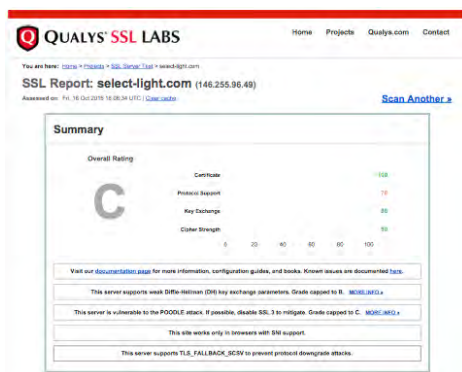 QUALYS' SSL LABS
Home Projects Qualys.com Contact
You are here: Home > Projects > SSL Server Test > select-light.com
SSL Report: select-light.com (146.255.96.49)
Assessed on: Fri, 16 Oct 2015 16:08:34 UTC | Clear cache
Scan Another »
Summary
Overall Rating
C
Certificate 100
Protocol Support 70
Key Exchange 80
Cipher Strength 90
0 20 40 60 80 100
Visit our documentation page for more information, configuration guides, and books. Known issues are documented here.
This server supports weak Diffie-Hellman (DH) key exchange parameters. Grade capped to B. MORE INFO »
This server is vulnerable to the POODLE attack. If possible, disable SSL 3 to mitigate. Grade capped to C. MORE INFO »
This site works only in browsers with SNI support.
This server supports TLS_FALLBACK_SCSV to prevent protocol downgrade attacks.